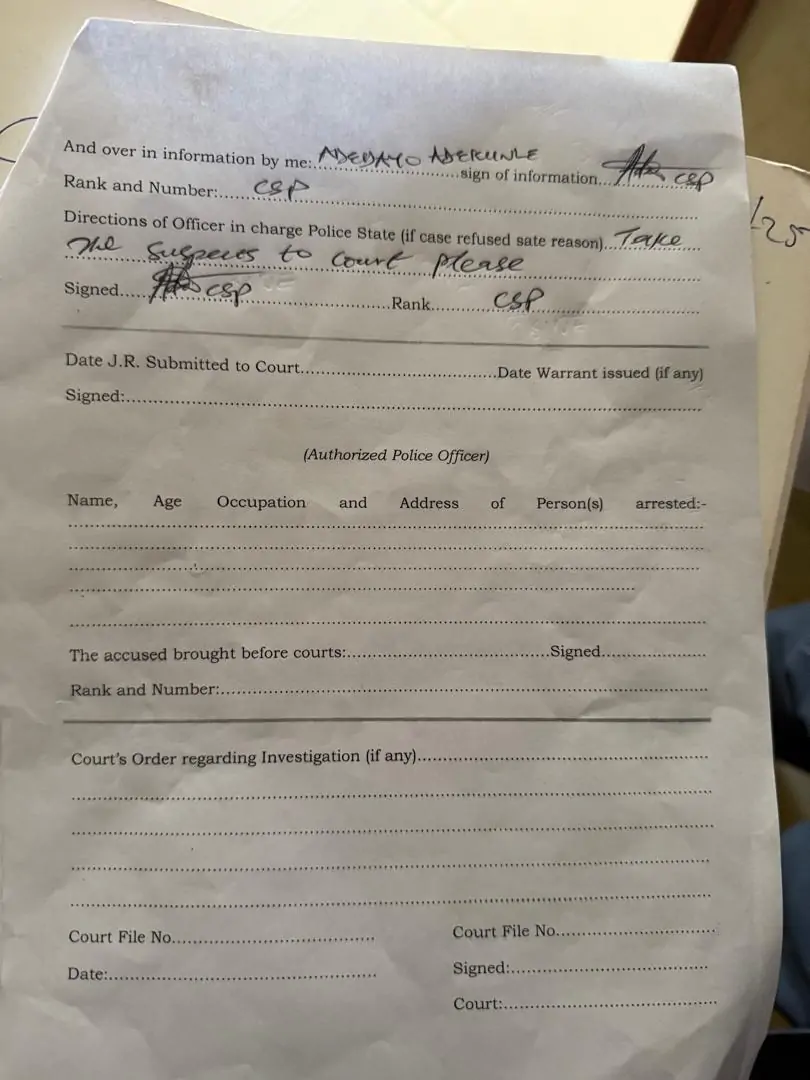 And over in information by me:..ADEDAYO ADEKUNLE......sign of information... CSP
Rank and Number:.....CSP.....
Directions of Officer in charge Police State (if case refused sate reason)..Take
the suspects to court please
Signed.... CSP.....Rank.....CSP.....
Date J.R. Submitted to Court..........Date Warrant issued (if any)
Signed:..........
(Authorized Police Officer)
Name, Age Occupation and Address of Person(s) arrested:-
The accused brought before courts:..........Signed..........
Rank and Number:..........
Court's Order regarding Investigation (if any)..........
Court File No.......... Court File No..........
Date:.......... Signed:..........
Court:..........